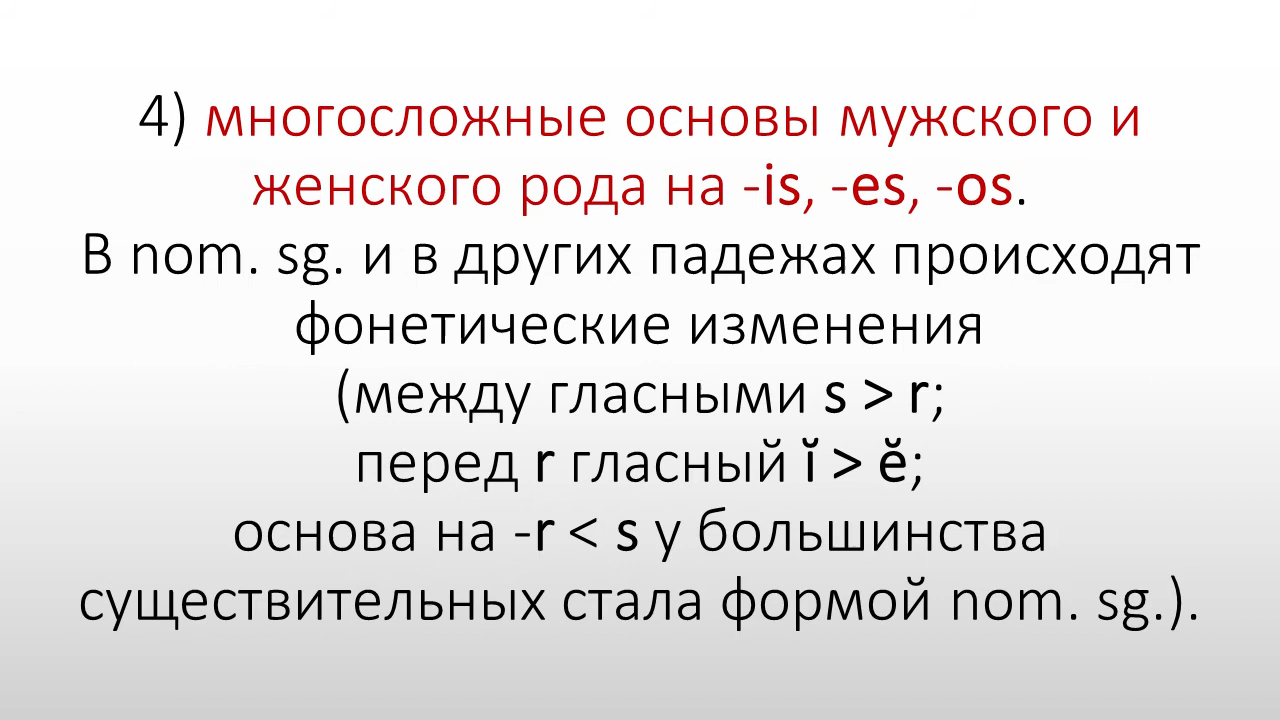 4) многосложные основы мужского и
женского рода на -is, -es, -os.
В nom. sg. и в других падежах происходят
фонетические изменения
(между гласными s > r;
перед r гласный ĭ > ĕ;
основа на -r < s у большинства
существительных стала формой nom. sg.).